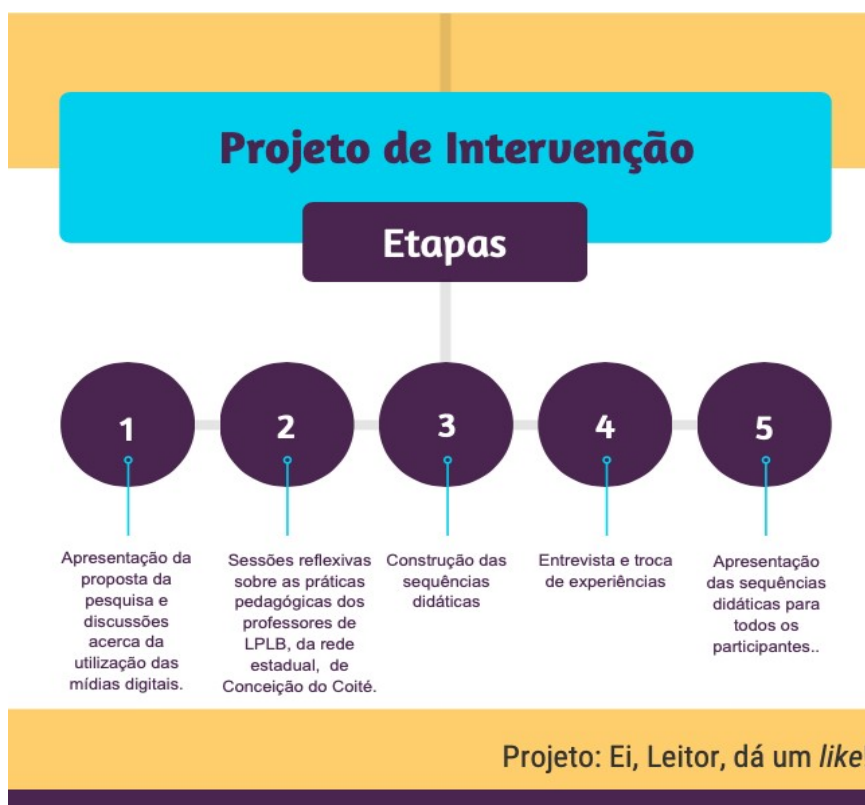 Projeto de Intervenção
Etapas
1
2
3
4
5
Apresentação da
proposta da
pesquisa e
discussões
acerca da
utilização das
mídias digitais.
Sessões reflexivas
sobre as práticas
pedagógicas dos
professores de
LPLB, da rede
estadual, de
Conceição do Coité.
Construção das
sequências
didáticas
Entrevista e troca
de experiências
Apresentação
das sequências
didáticas para
todos os
participantes..
Projeto: Ei, Leitor, dá um like